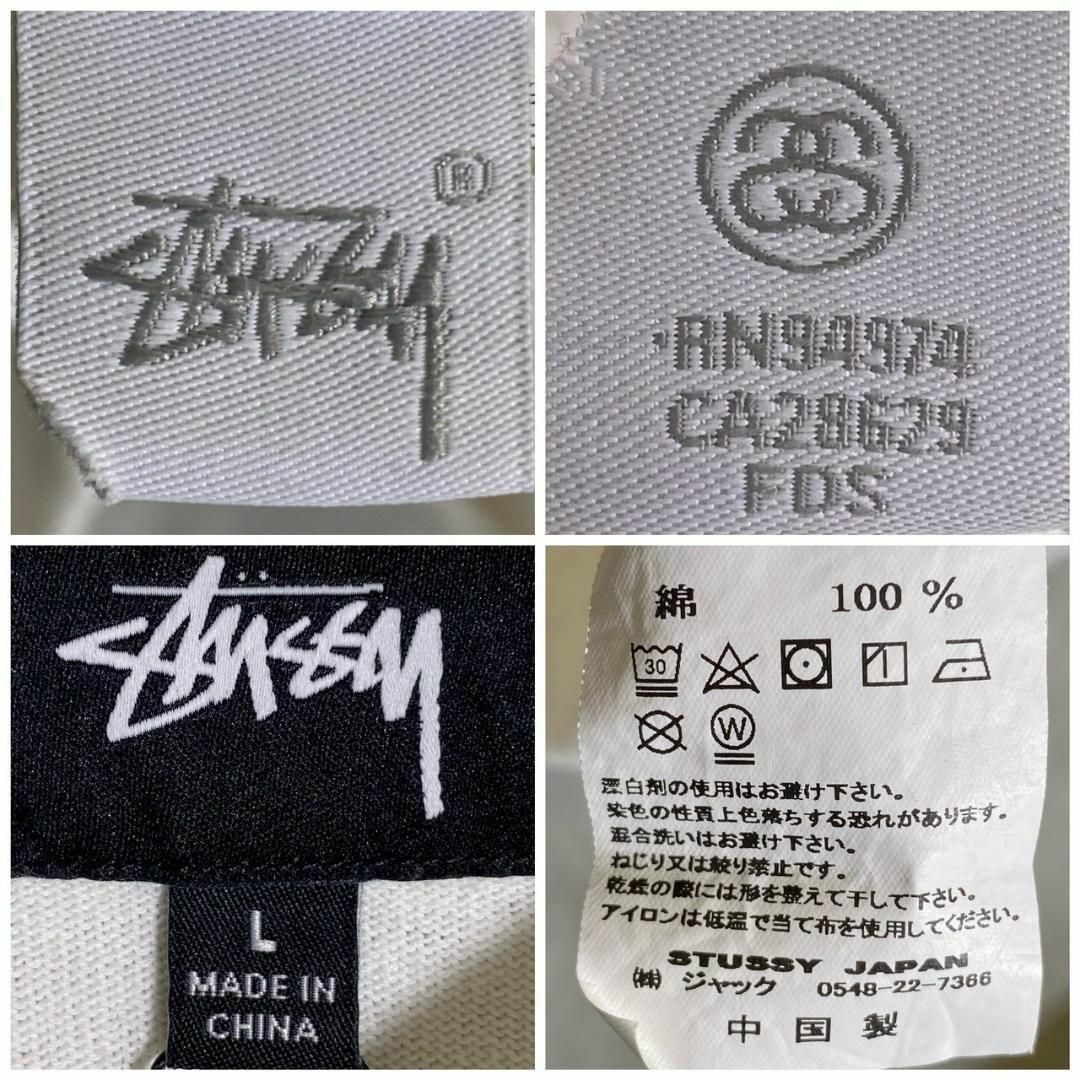 Stüssy
®
RN94974
CA28629
FDS
Stüssy
L
MADE IN
CHINA
綿 100 %
30
W
漂白剤の使用はお避け下さい。
染色の性質上色落ちする恐れがあります。
混合洗いはお避け下さい。
ねじり又は絞り禁止です。
乾燥の際には形を整えて干して下さい。
アイロンは低温で当て布を使用してください。
STUSSY JAPAN
㈱ ジャック 0548-22-7366
中国製